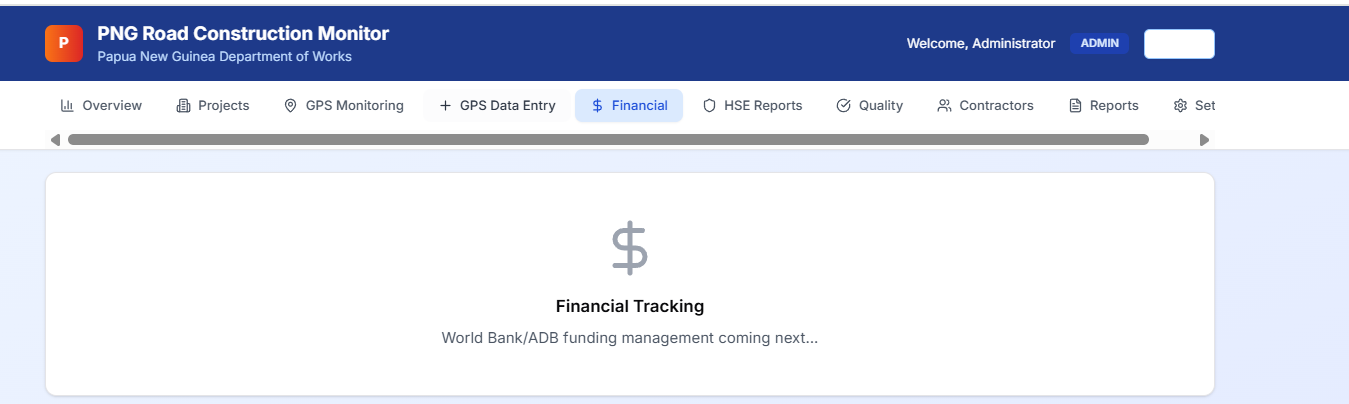 P
PNG Road Construction Monitor
Papua New Guinea Department of Works
Welcome, Administrator
ADMIN
Overview
Projects
GPS Monitoring
GPS Data Entry
Financial
HSE Reports
Quality
Contractors
Reports
Set
Financial Tracking
World Bank/ADB funding management coming next...